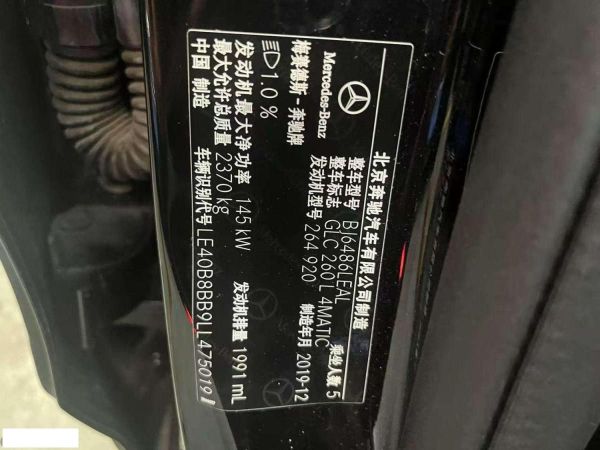 北京奔驰汽车有限公司制造
Mercedes-Benz
梅赛德斯-奔驰牌
整车型号 BJ6486LEAL 乘坐人数 5
整车标志 GLC 260 L 4MATIC
发动机型号 264 920 制造年月 2019-12
1.0 %
发动机最大净功率 145 kW 发动机排量 1991 mL
最大允许总质量 2370 kg
中国 制造 车辆识别代号 LE40B8BB9LL475019